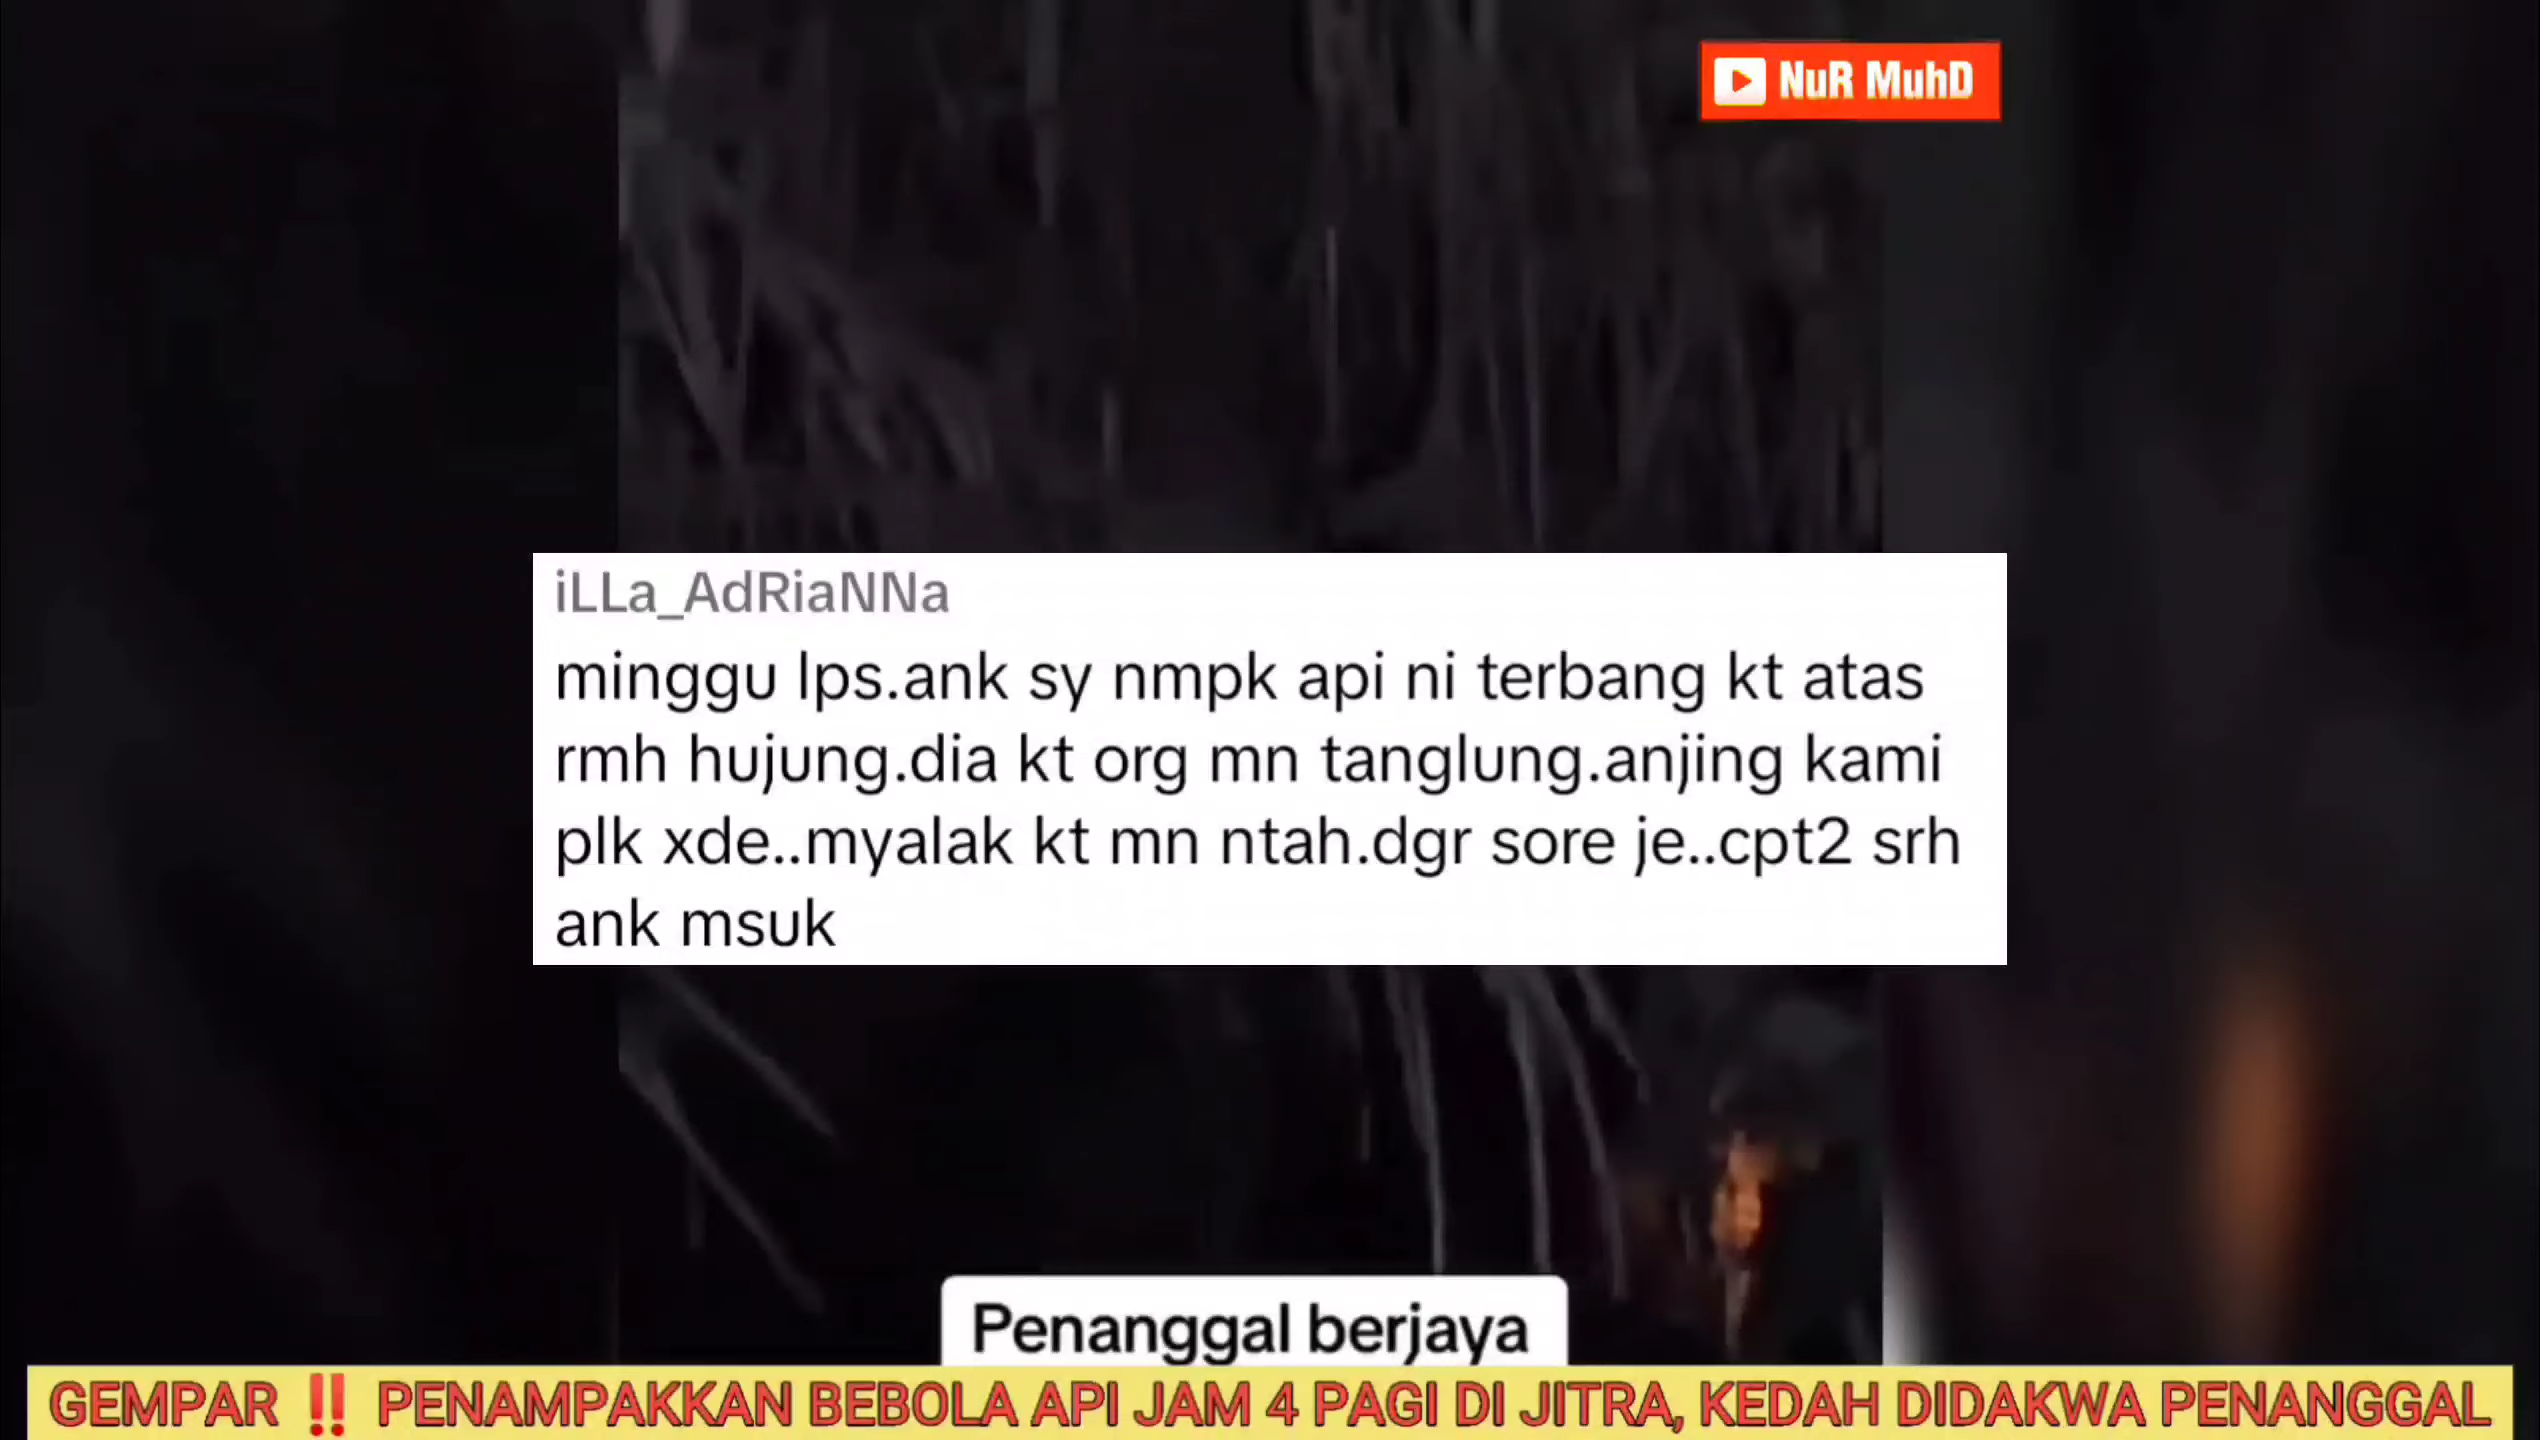 NuR MuhD
iLLa_AdRiaNNa
minggu lps.ank sy nmpk api ni terbang kt atas
rmh hujung.dia kt org mn tanglung.anjing kami
plk xde..myalak kt mn ntah.dgr sore je..cpt2 srh
ank msuk
Penanggal berjaya
GEMPAR ‼️ PENAMPAKKAN BEBOLA API JAM 4 PAGI DI JITRA, KEDAH DIDAKWA PENANGGAL